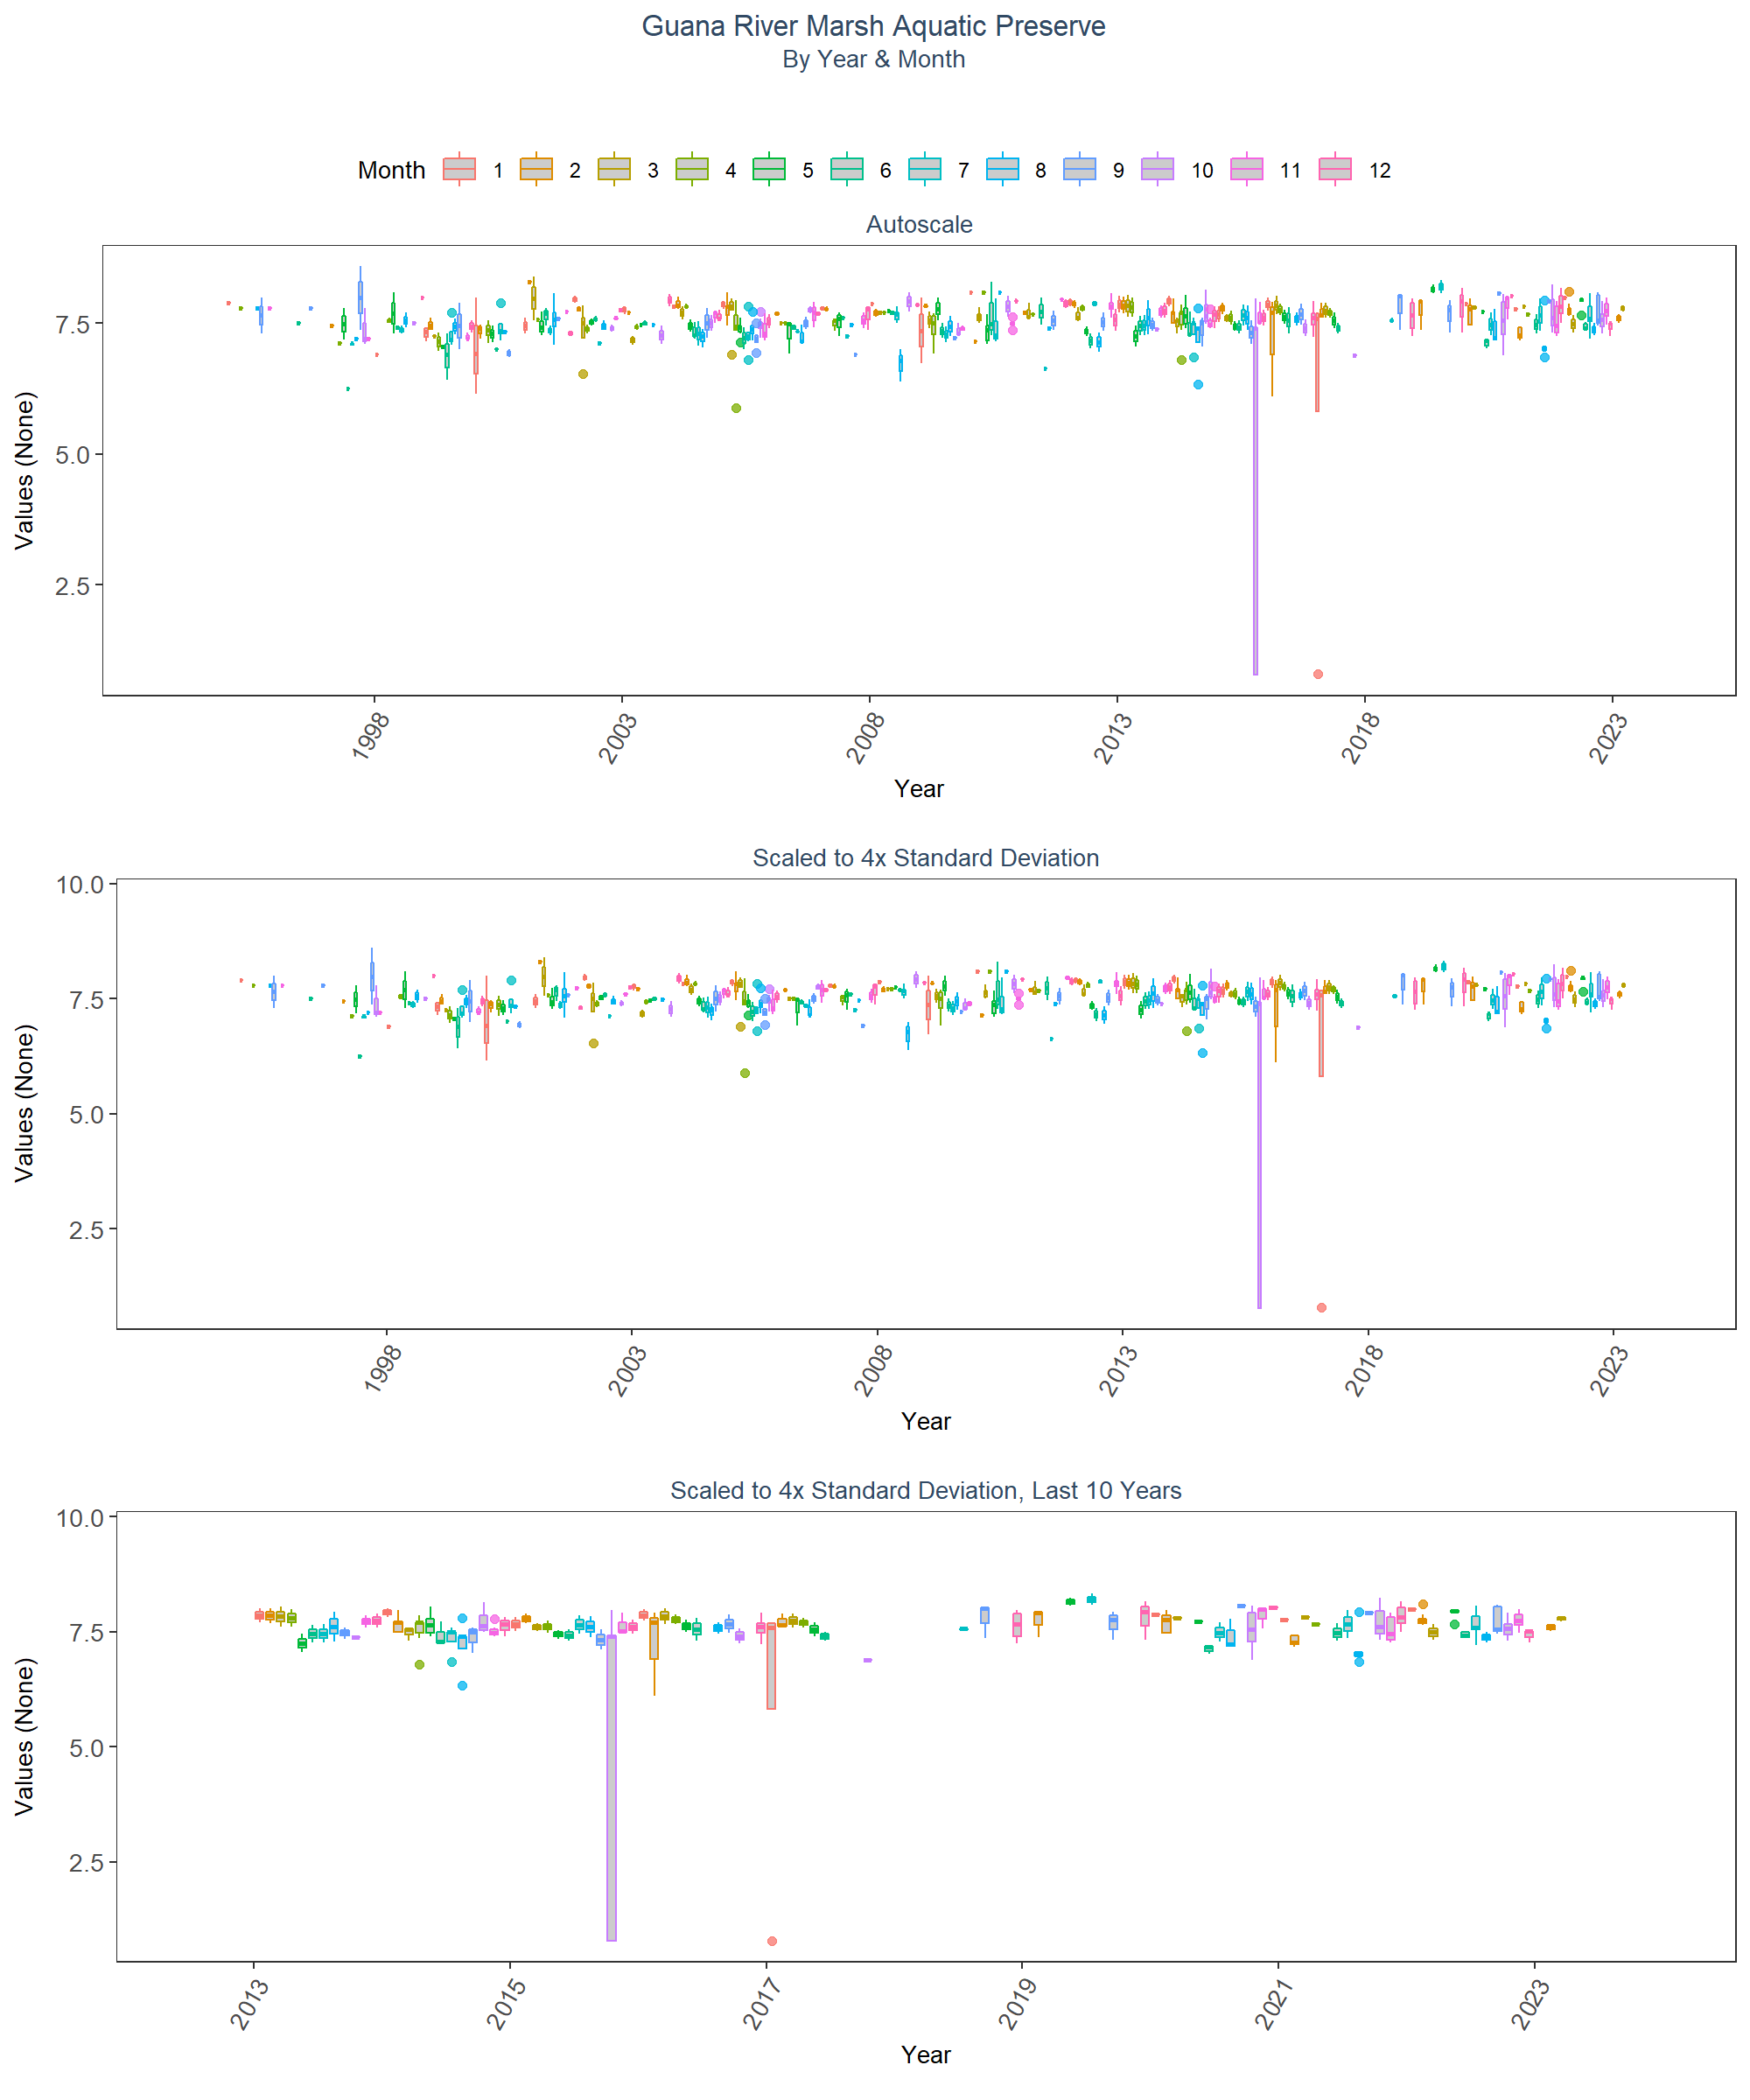 Guana River Marsh Aquatic Preserve
By Year & Month
Month 1 2 3 4 5 6 7 8 9 10 11 12
Autoscale
Values (None)
7.5
5.0
2.5
1998 2003 2008 2013 2018 2023
Year
Scaled to 4x Standard Deviation
Values (None)
10.0
7.5
5.0
2.5
1998 2003 2008 2013 2018 2023
Year
Scaled to 4x Standard Deviation, Last 10 Years
Values (None)
10.0
7.5
5.0
2.5
2013 2015 2017 2019 2021 2023
Year